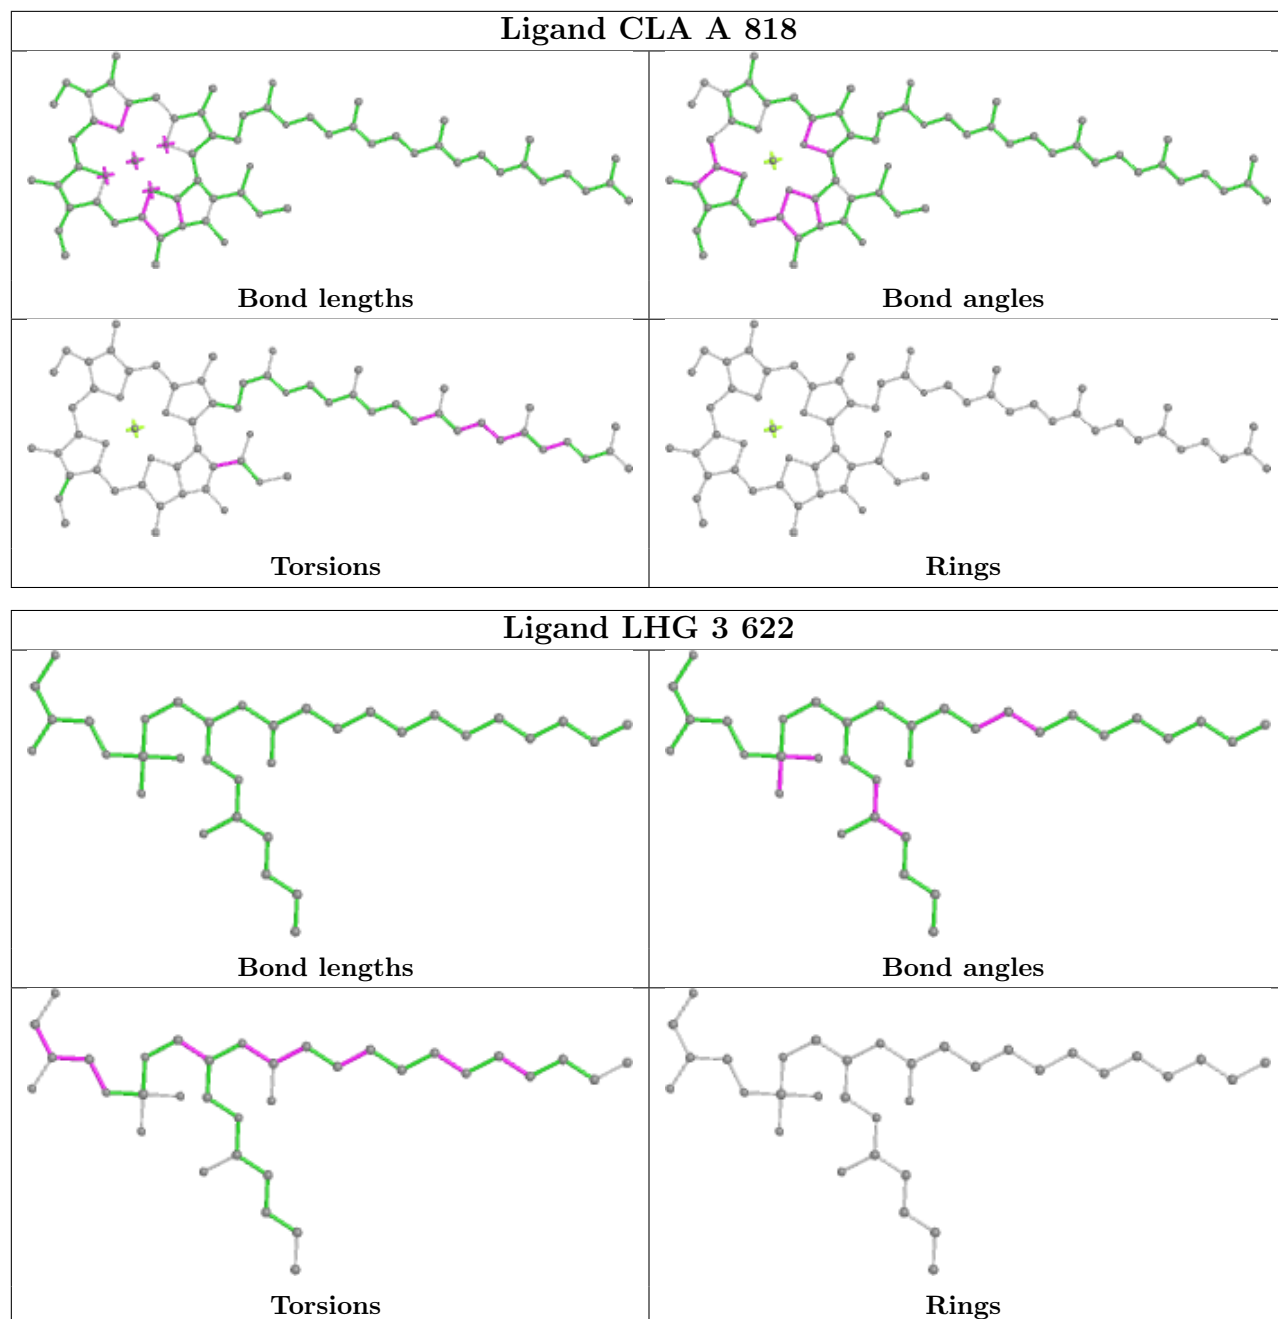 Ligand CLA A 818
Bond lengths
Bond angles
Torsions
Rings
Ligand LHG 3 622
Bond lengths
Bond angles
Torsions
Rings